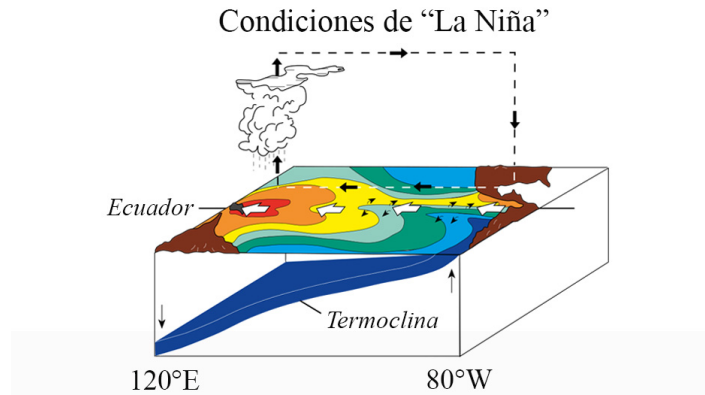 Condiciones de “La Niña”
Ecuador
Termoclina
120°E
80°W